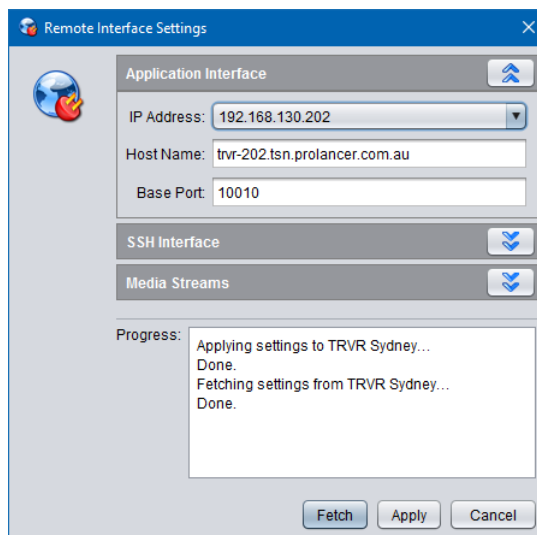 Remote Interface Settings
Application Interface
IP Address: 192.168.130.202
Host Name: trvr-202.tsn.prolancer.com.au
Base Port: 10010
SSH Interface
Media Streams
Progress:
Applying settings to TRVR Sydney...
Done.
Fetching settings from TRVR Sydney...
Done.
Fetch Apply Cancel